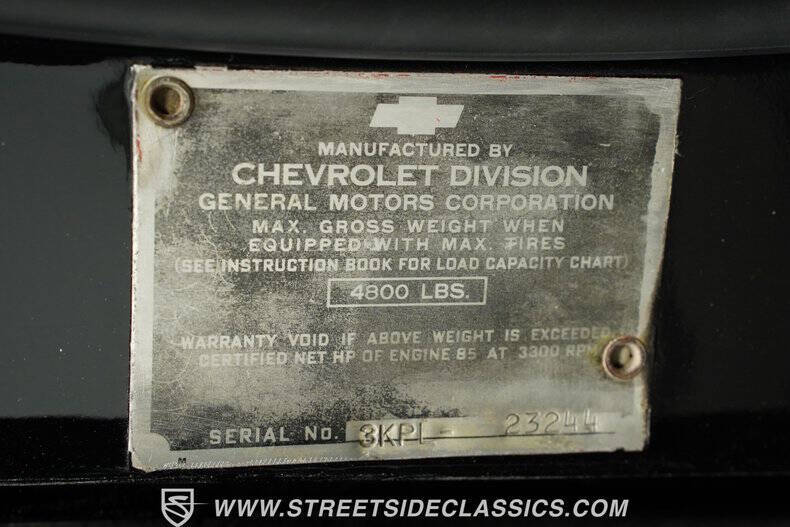 MANUFACTURED BY
CHEVROLET DIVISION
GENERAL MOTORS CORPORATION
MAX. GROSS WEIGHT WHEN
EQUIPPED WITH MAX. TIRES
(SEE INSTRUCTION BOOK FOR LOAD CAPACITY CHART)
4800 LBS.
WARRANTY VOID IF ABOVE WEIGHT IS EXCEEDED
CERTIFIED NET HP OF ENGINE 85 AT 3300 RPM
SERIAL No. 3KPL- 23244
M
WWW.STREETSIDECLASSICS.COM